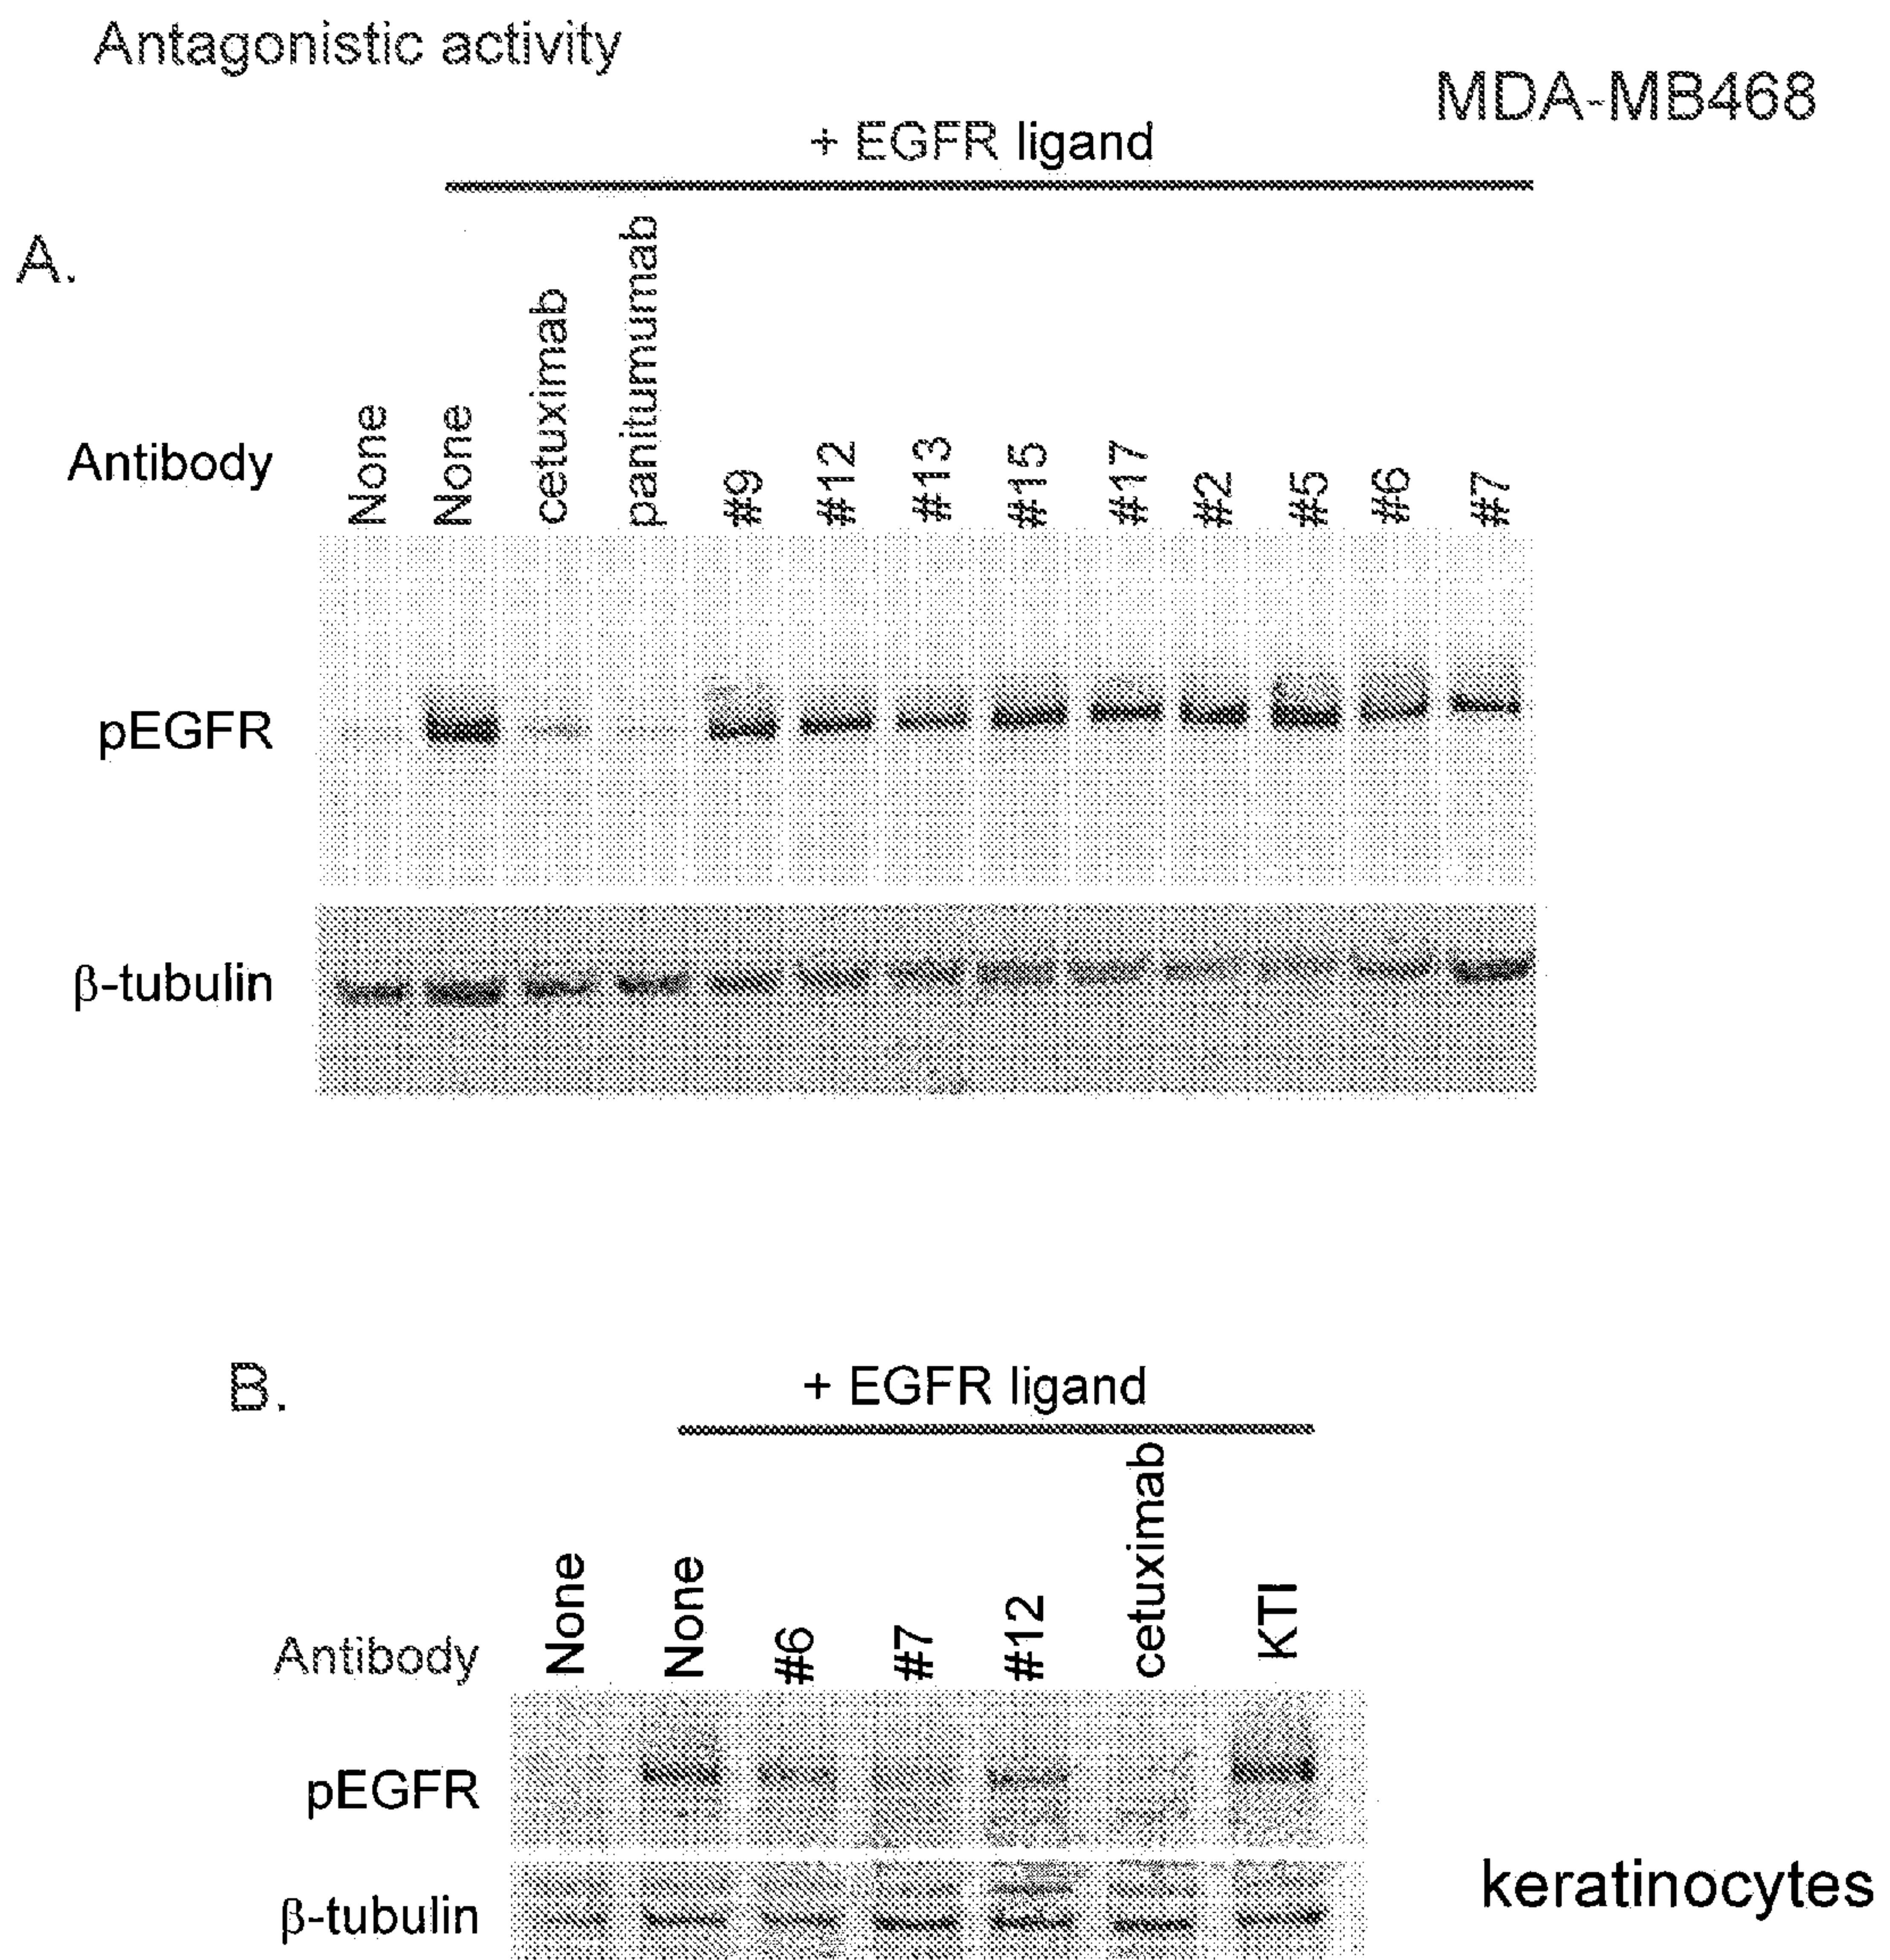 Antagonistic activity
MDA-MB468
+ EGFR ligand
A.
Antibody
None
None
cetuximab
panitumumab
#9
#12
#13
#15
#17
#2
#5
#6
#7
pEGFR
β-tubulin
B.
+ EGFR ligand
Antibody
None
None
#6
#7
#12
cetuximab
KTI
pEGFR
β-tubulin
keratinocytes